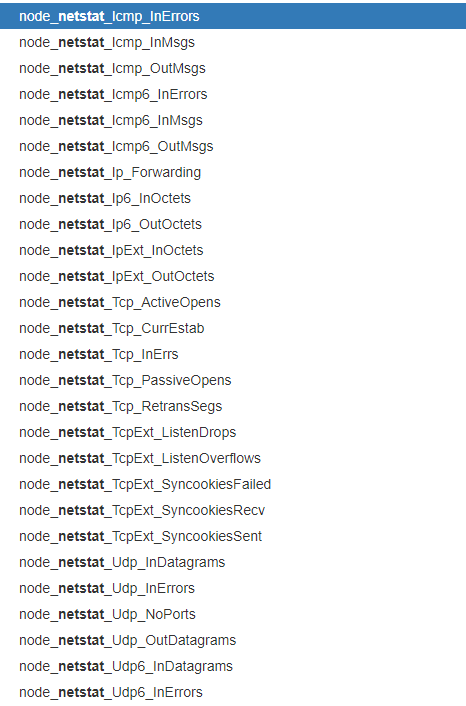 node_netstat_Icmp_InErrors
node_netstat_Icmp_InMsgs
node_netstat_Icmp_OutMsgs
node_netstat_Icmp6_InErrors
node_netstat_Icmp6_InMsgs
node_netstat_Icmp6_OutMsgs
node_netstat_Ip_Forwarding
node_netstat_Ip6_InOctets
node_netstat_Ip6_OutOctets
node_netstat_IpExt_InOctets
node_netstat_IpExt_OutOctets
node_netstat_Tcp_ActiveOpens
node_netstat_Tcp_CurrEstab
node_netstat_Tcp_InErrs
node_netstat_Tcp_PassiveOpens
node_netstat_Tcp_RetransSegs
node_netstat_TcpExt_ListenDrops
node_netstat_TcpExt_ListenOverflows
node_netstat_TcpExt_SyncookiesFailed
node_netstat_TcpExt_SyncookiesRecv
node_netstat_TcpExt_SyncookiesSent
node_netstat_Udp_InDatagrams
node_netstat_Udp_InErrors
node_netstat_Udp_NoPorts
node_netstat_Udp_OutDatagrams
node_netstat_Udp6_InDatagrams
node_netstat_Udp6_InErrors